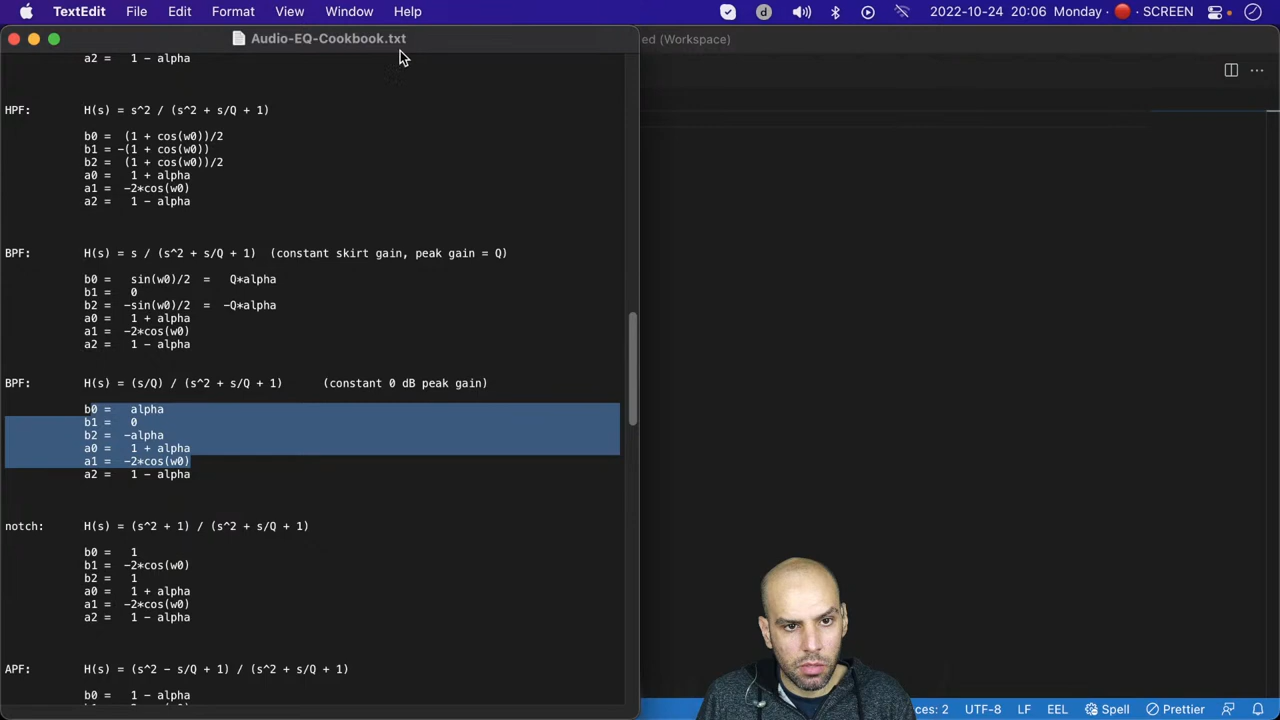 TextEdit File Edit Format View Window Help d 2022-10-24 20:06 Monday SCREEN
Audio-EQ-Cookbook.txt
ed (Workspace)
a2 = 1 - alpha
HPF: H(s) = s^2 / (s^2 + s/Q + 1)
b0 = (1 + cos(w0))/2
b1 = -(1 + cos(w0))
b2 = (1 + cos(w0))/2
a0 = 1 + alpha
a1 = -2*cos(w0)
a2 = 1 - alpha
BPF: H(s) = s / (s^2 + s/Q + 1) (constant skirt gain, peak gain = Q)
b0 = sin(w0)/2 = Q*alpha
b1 = 0
b2 = -sin(w0)/2 = -Q*alpha
a0 = 1 + alpha
a1 = -2*cos(w0)
a2 = 1 - alpha
BPF: H(s) = (s/Q) / (s^2 + s/Q + 1) (constant 0 dB peak gain)
b0 = alpha
b1 = 0
b2 = -alpha
a0 = 1 + alpha
a1 = -2*cos(w0)
a2 = 1 - alpha
notch: H(s) = (s^2 + 1) / (s^2 + s/Q + 1)
b0 = 1
b1 = -2*cos(w0)
b2 = 1
a0 = 1 + alpha
a1 = -2*cos(w0)
a2 = 1 - alpha
APF: H(s) = (s^2 - s/Q + 1) / (s^2 + s/Q + 1)
b0 = 1 - alpha
ces: 2 UTF-8 LF EEL Spell Prettier